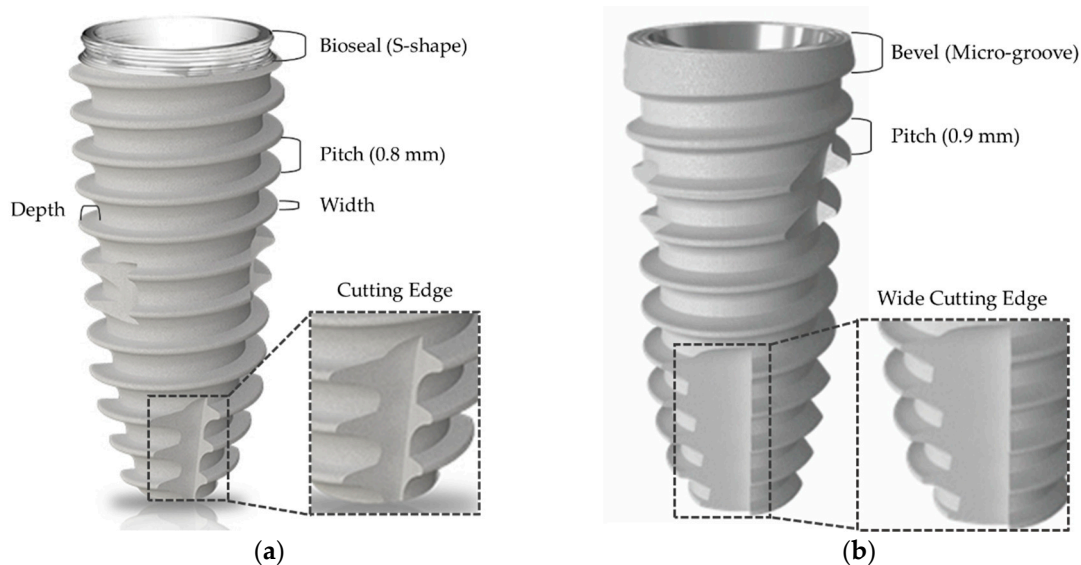 Bioseal (S-shape)
Pitch (0.8 mm)
Depth
Width
Cutting Edge
(a)
Bevel (Micro-groove)
Pitch (0.9 mm)
Wide Cutting Edge
(b)